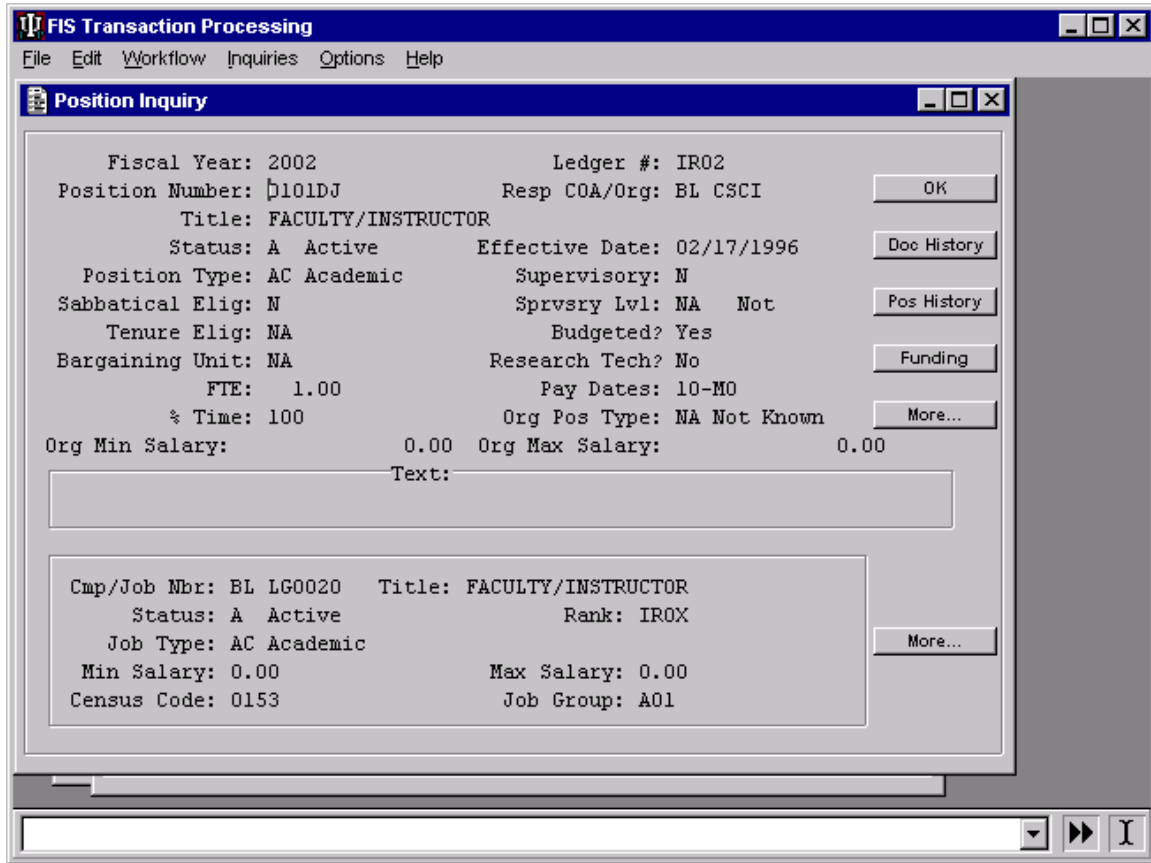 FIS Transaction Processing
File Edit Workflow Inquiries Options Help
Position Inquiry
Fiscal Year: 2002 Ledger #: IR02
Position Number: 0101DJ Resp COA/Org: BL CSCI
OK
Title: FACULTY/INSTRUCTOR
Status: A Active Effective Date: 02/17/1996
Doc History
Position Type: AC Academic Supervisory: N
Sabbatical Elig: N Sprvsry Lvl: NA Not
Pos History
Tenure Elig: NA Budgeted? Yes
Bargaining Unit: NA Research Tech? No
Funding
FTE: 1.00 Pay Dates: 10-MO
% Time: 100 Org Pos Type: NA Not Known
More...
Org Min Salary: 0.00 Org Max Salary: 0.00
Text:
Cmp/Job Nbr: BL LG0020 Title: FACULTY/INSTRUCTOR
Status: A Active Rank: IR0X
Job Type: AC Academic
More...
Min Salary: 0.00 Max Salary: 0.00
Census Code: 0153 Job Group: A01